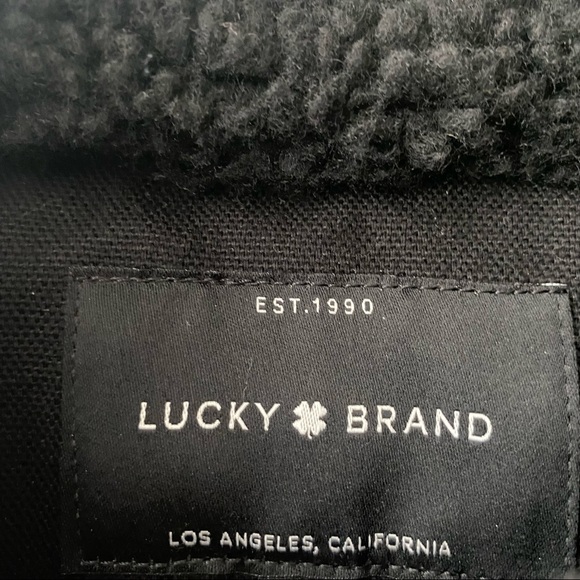 EST.1990
LUCKY BRAND
LOS ANGELES, CALIFORNIA